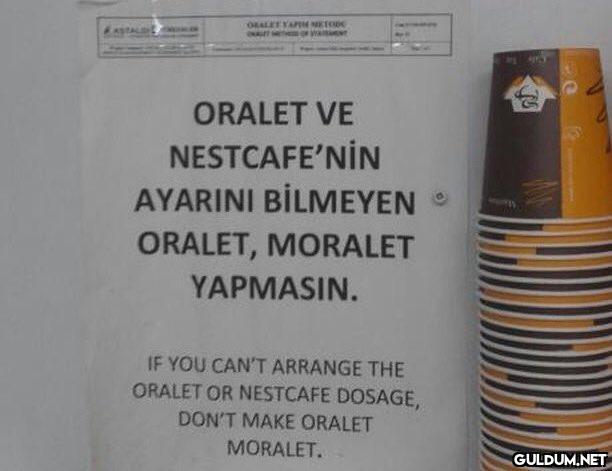 ASTALDI
ORALET YAPIM METODU
ORALET METHOD OF STATEMENT
ORALET VE
NESTCAFE'NİN
AYARINI BİLMEYEN
ORALET, MORALET
YAPMASIN.
IF YOU CAN'T ARRANGE THE
ORALET OR NESTCAFE DOSAGE,
DON'T MAKE ORALET
MORALET.
GULDUM.NET